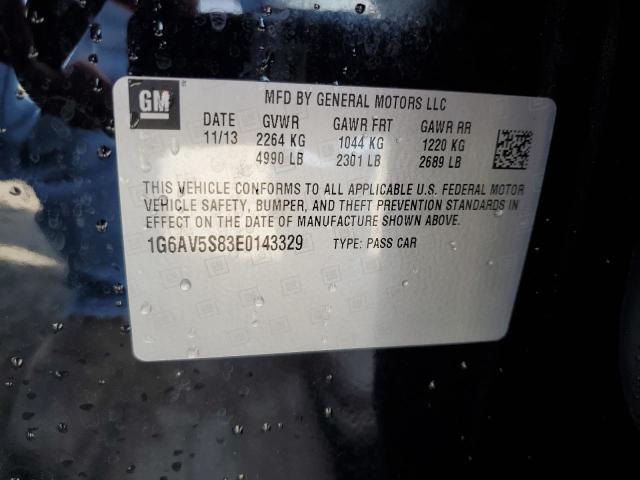 GM
MFD BY GENERAL MOTORS LLC
DATE GVWR GAWR FRT GAWR RR
11/13 2264 KG 1044 KG 1220 KG
4990 LB 2301 LB 2689 LB
THIS VEHICLE CONFORMS TO ALL APPLICABLE U.S. FEDERAL MOTOR
VEHICLE SAFETY, BUMPER, AND THEFT PREVENTION STANDARDS IN
EFFECT ON THE DATE OF MANUFACTURE SHOWN ABOVE.
1G6AV5S83E0143329 TYPE: PASS CAR